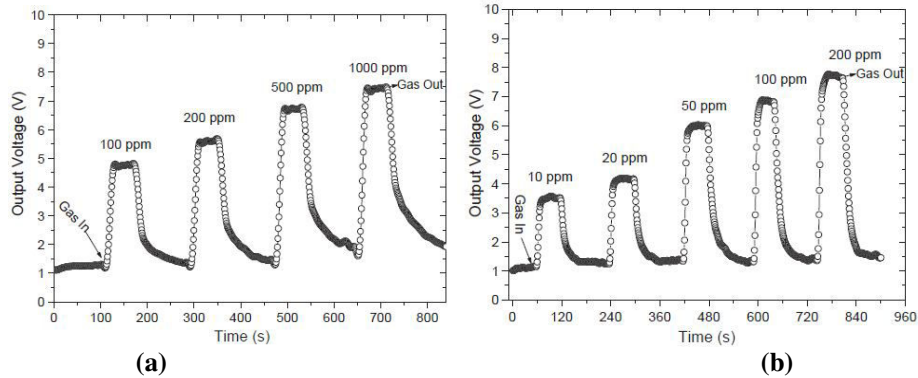 10
9
8
7
6
5
4
3
2
1
0
Output Voltage (V)
Gas In
100 ppm
200 ppm
500 ppm
1000 ppm
Gas Out
0 100 200 300 400 500 600 700 800
Time (s)
(a)
10
9
8
7
6
5
4
3
2
1
0
Output Voltage (V)
Gas In
10 ppm
20 ppm
50 ppm
100 ppm
200 ppm
Gas Out
0 120 240 360 480 600 720 840 960
Time (s)
(b)